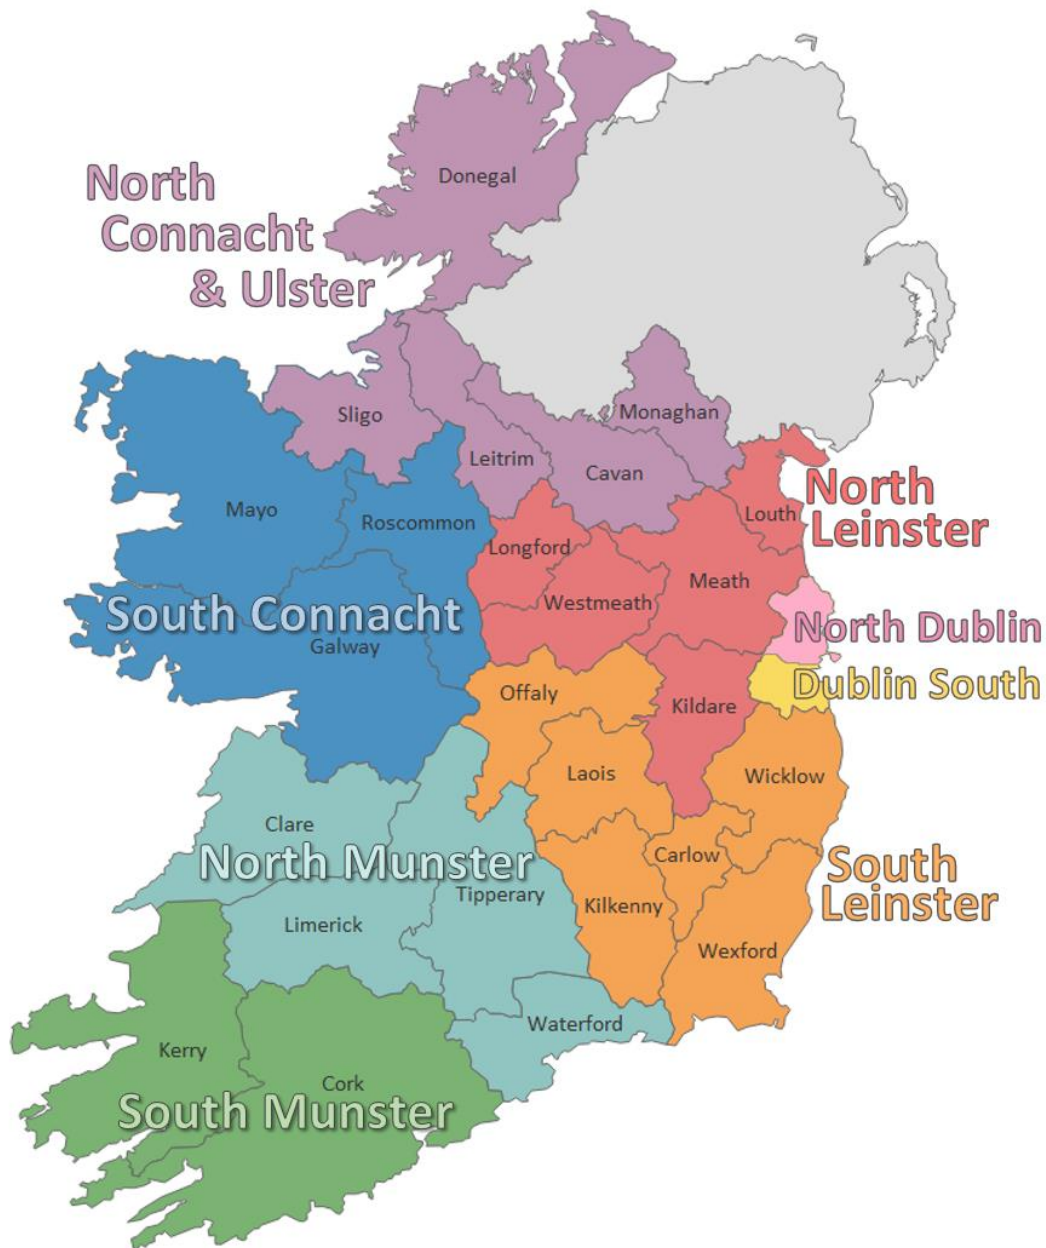 Donegal
North
Connacht
& Ulster
Sligo
Monaghan
Leitrim
Cavan
North
Leinster
Mayo
Roscommon
Louth
Longford
Meath
Westmeath
South Connacht
Galway
North Dublin
Dublin South
Offaly
Kildare
Laois
Wicklow
Clare
North Munster
Tipperary
Carlow
South
Leinster
Kilkenny
Limerick
Wexford
Waterford
Kerry
Cork
South Munster